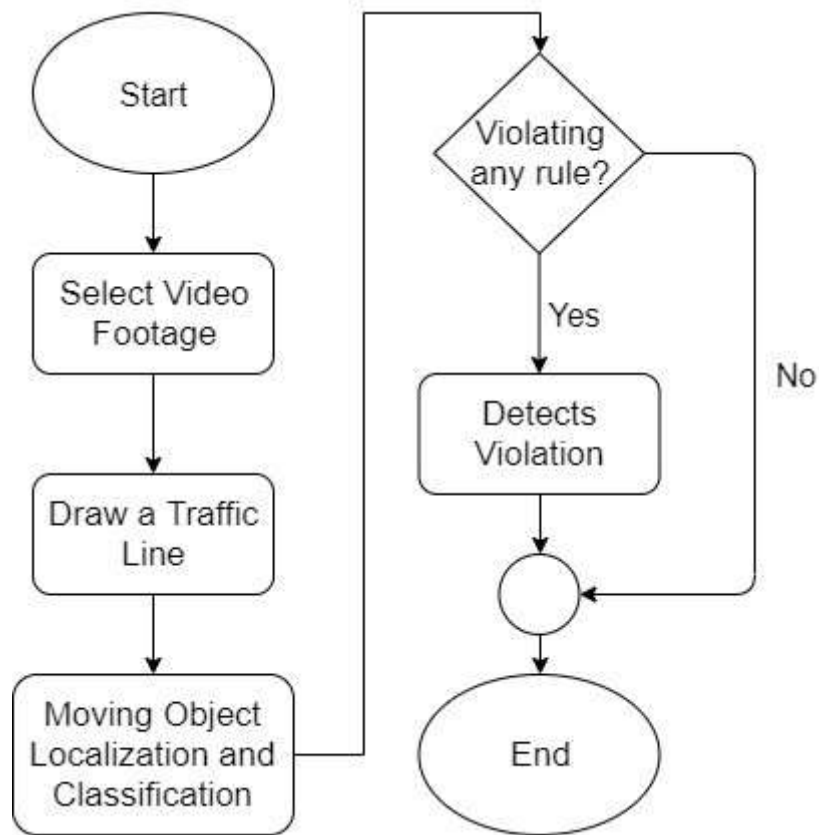 Start
Select Video
Footage
Draw a Traffic
Line
Moving Object
Localization and
Classification
Violating
any rule?
Yes
No
Detects
Violation
End